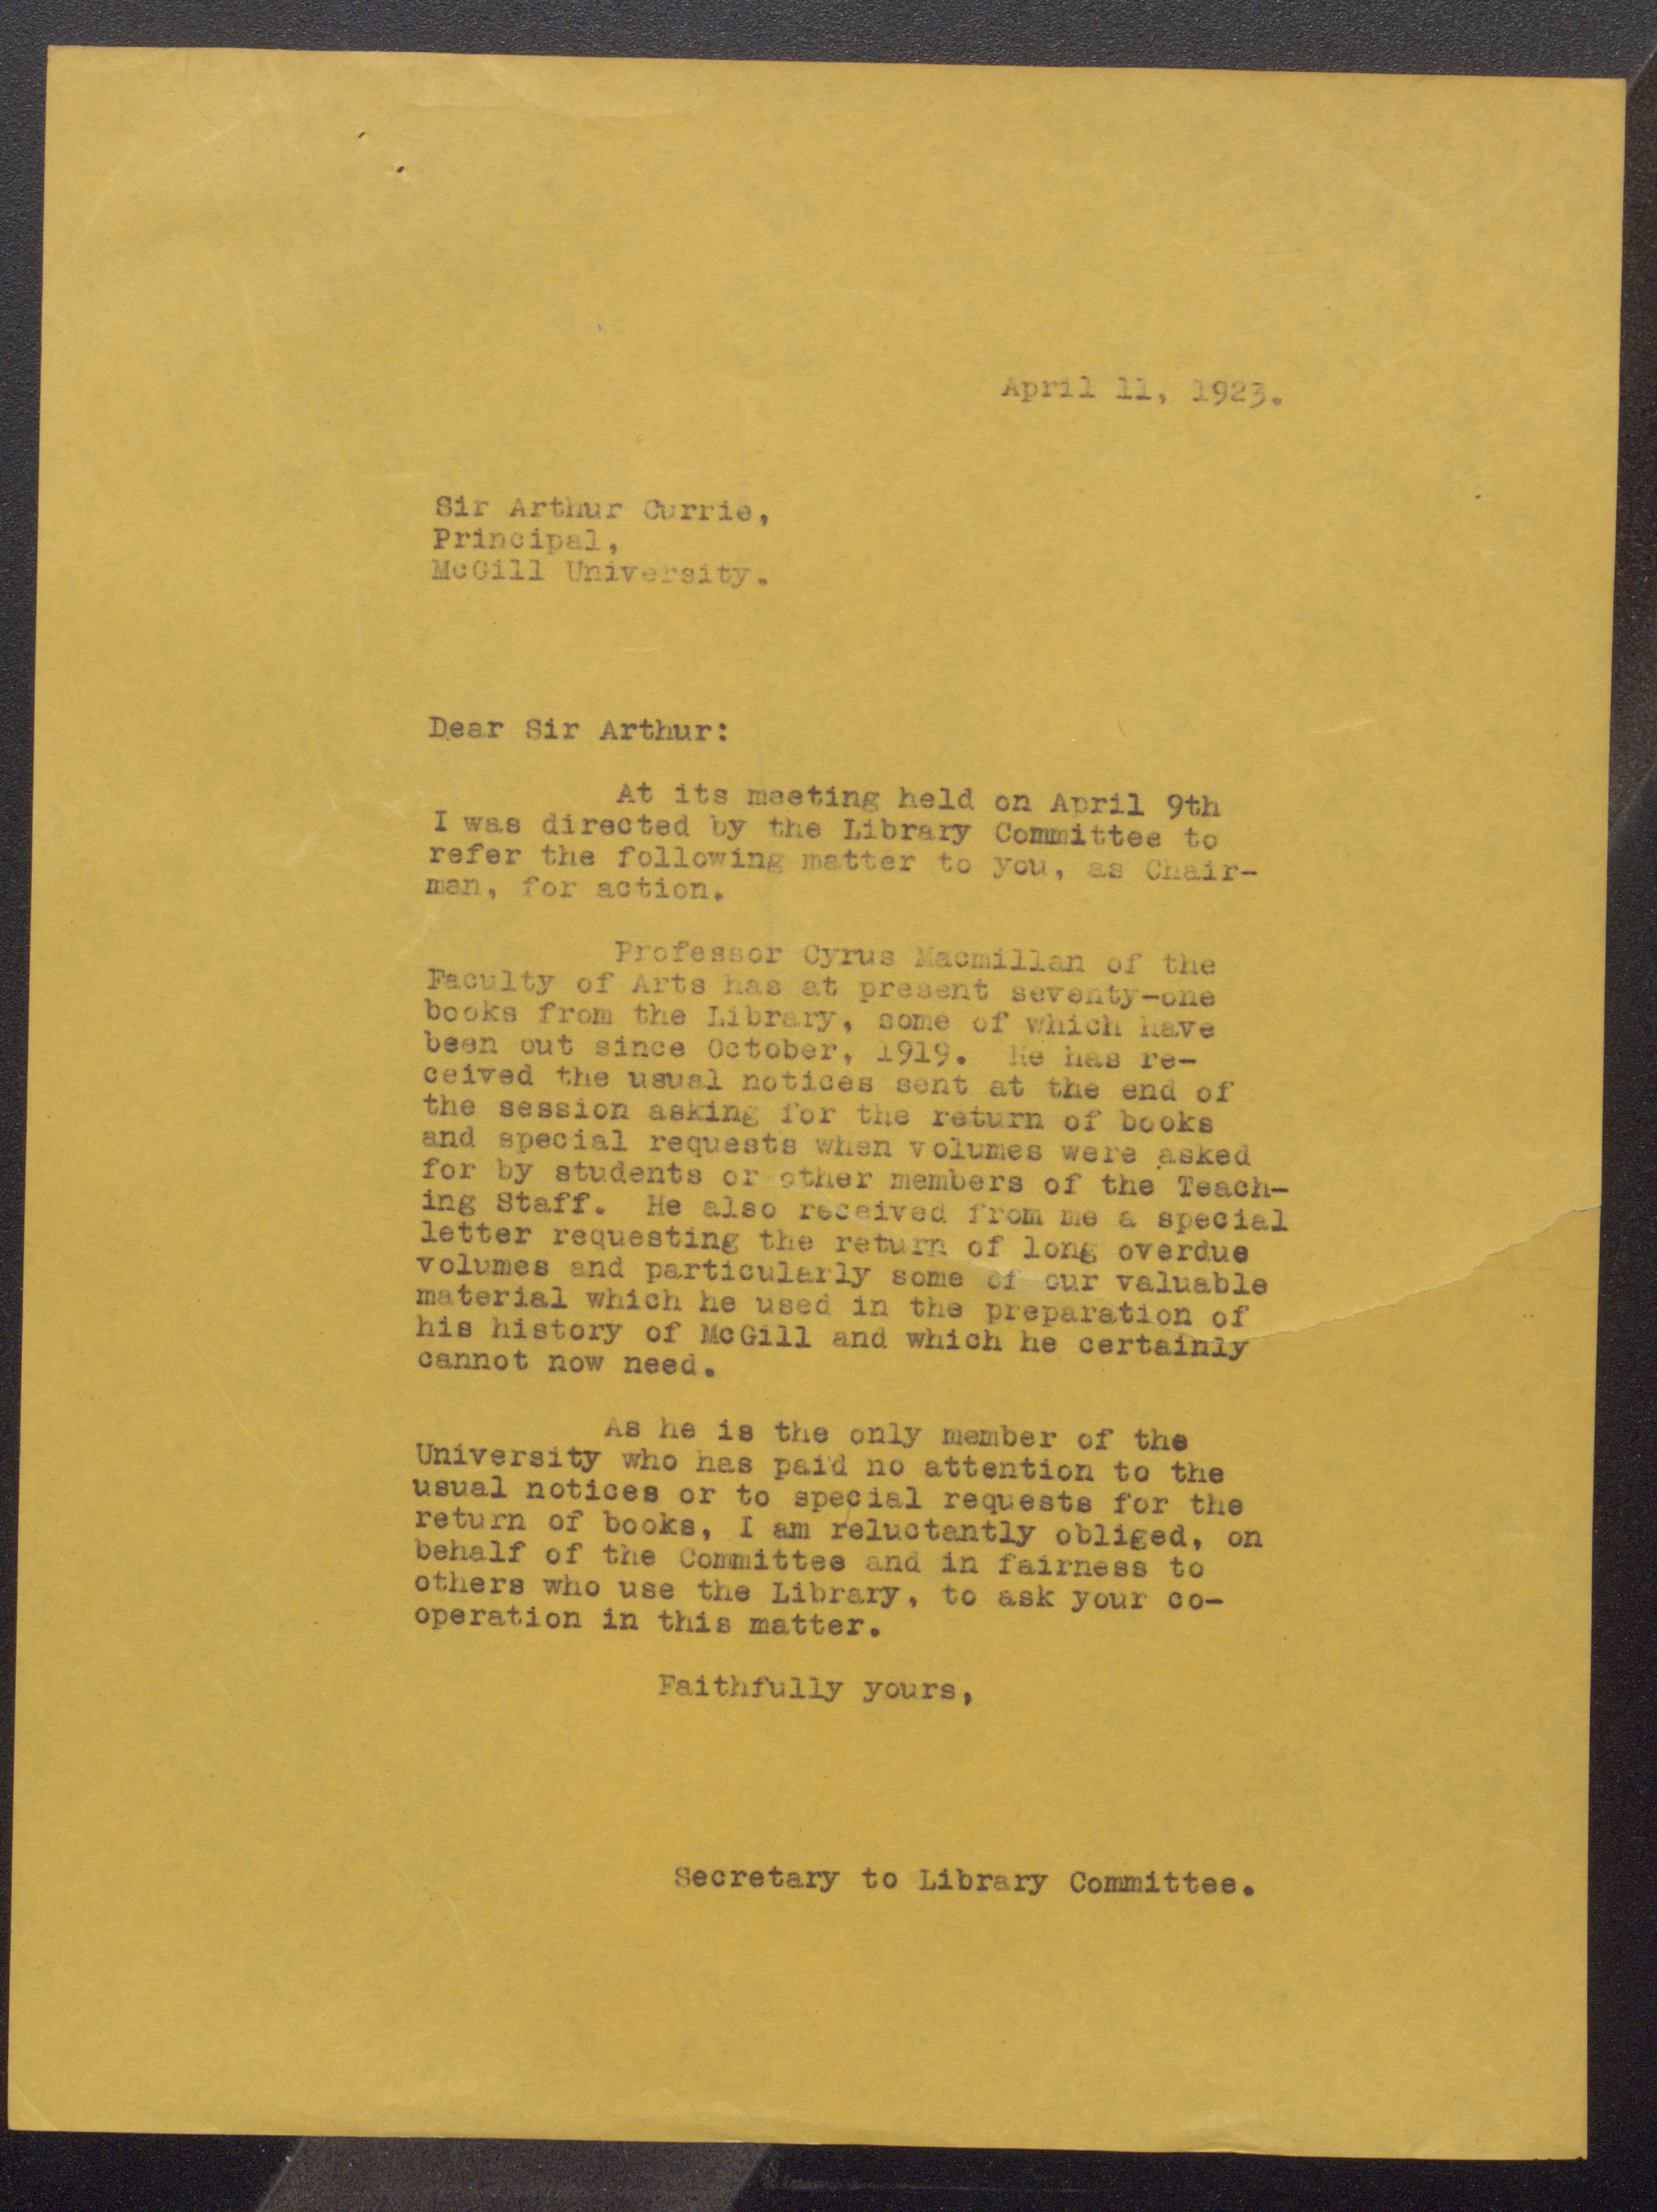 April 11, 1923.
Sir Arthur Currie,
Principal,
McGill University.
Dear Sir Arthur:
At its meeting held on April 9th
I was directed by the Library Committee to
refer the following matter to you, as Chair-
man, for action.
Professor Cyrus Macmillan of the
Faculty of Arts has at present seventy-one
books from the Library, some of which have
been out since October, 1919. He has re-
ceived the usual notices sent at the end of
the session asking for the return of books
and special requests when volumes were asked
for by students or other members of the Teach-
ing Staff. He also received from me a special
letter requesting the return of long overdue
volumes and particularly some of our valuable
material which he used in the preparation of
his history of McGill and which he certainly
cannot now need.
As he is the only member of the
University who has paid no attention to the
usual notices or to special requests for the
return of books, I am reluctantly obliged, on
behalf of the Committee and in fairness to
others who use the Library, to ask your co-
operation in this matter.
Faithfully yours,
Secretary to Library Committee.